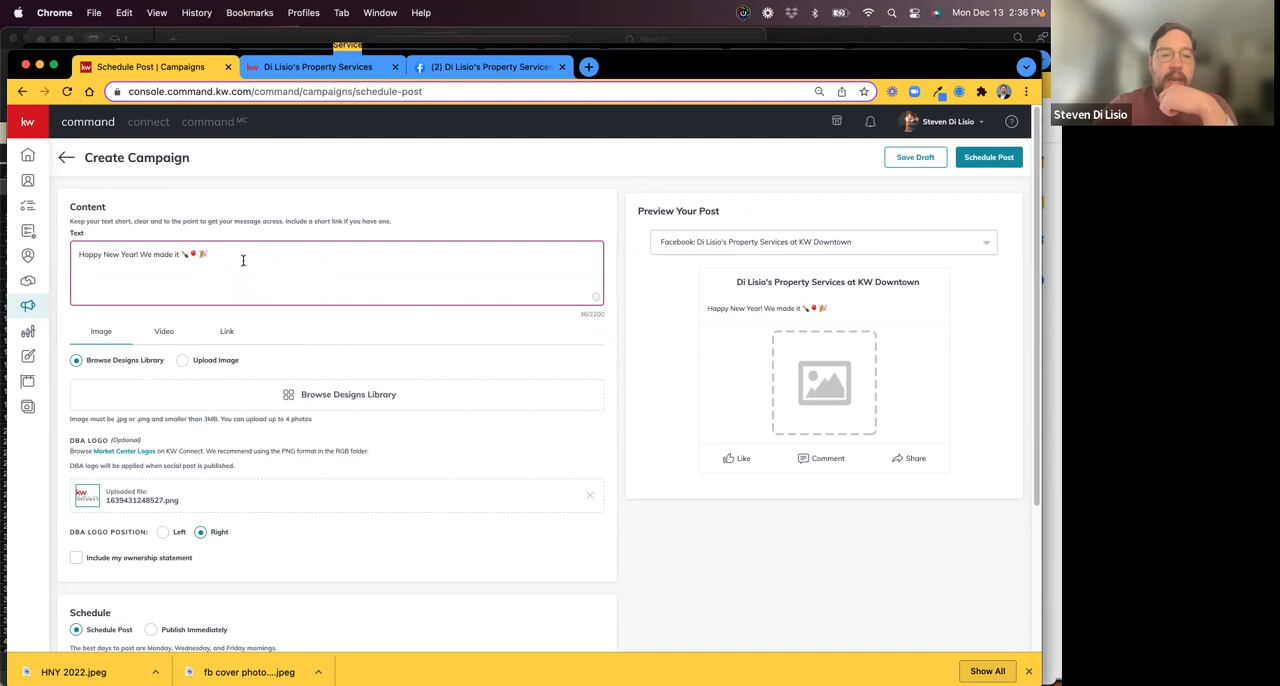 Chrome File Edit View History Bookmarks Profiles Tab Window Help Mon Dec 13 2:36 PM
Search
Service
kw Schedule Post | Campaigns kw Di Lisio's Property Services (2) Di Lisio's Property Services
console.command.kw.com/command/campaigns/schedule-post
Steven Di Lisio
kw command connect command MC Steven Di Lisio
Create Campaign Save Draft Schedule Post
Content
Keep your text short, clear and to the point to get your message across. Include a short link if you have one.
Text
Happy New Year! We made it 🍾🎈🎉
36/2200
Image Video Link
Browse Designs Library Upload Image
Browse Designs Library
Image must be .jpg or .png and smaller than 3MB. You can upload up to 4 photos
DBA LOGO (Optional)
Browse Market Center Logos on KW Connect. We recommend using the PNG format in the RGB folder.
DBA logo will be applied when social post is published.
kw
Uploaded file:
1639431248527.png
DBA LOGO POSITION: Left Right
Include my ownership statement
Schedule
Schedule Post Publish Immediately
The best days to post are Monday, Wednesday, and Friday mornings.
Preview Your Post
Facebook: Di Lisio's Property Services at KW Downtown
Di Lisio's Property Services at KW Downtown
Happy New Year! We made it 🍾🎈🎉
Like Comment Share
HNY 2022.jpeg fb cover photo....jpeg Show All